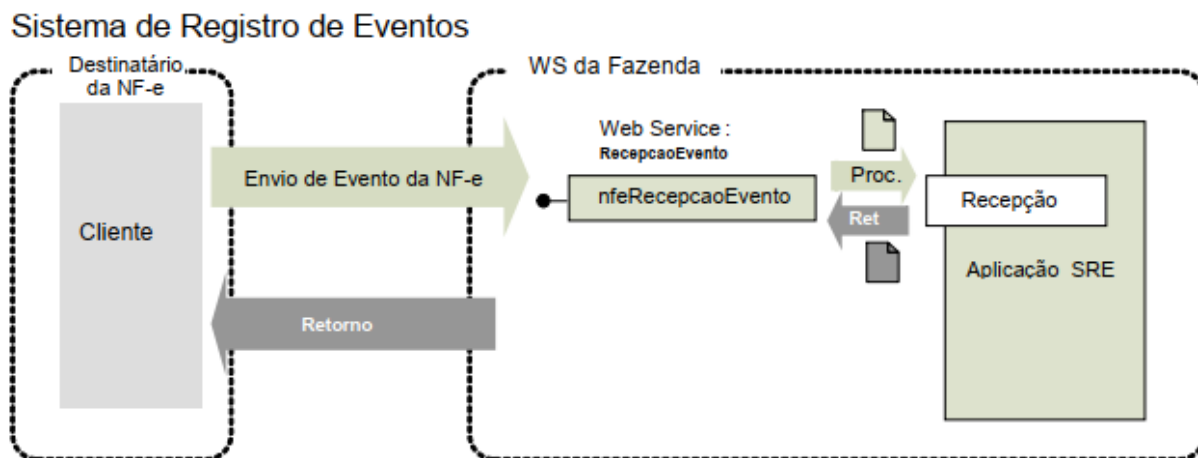 Sistema de Registro de Eventos
Destinatário
da NF-e
WS da Fazenda
Cliente
Envio de Evento da NF-e
Retorno
Web Service :
RecepcaoEvento
nfeRecepcaoEvento
Proc.
Ret
Recepção
Aplicação SRE